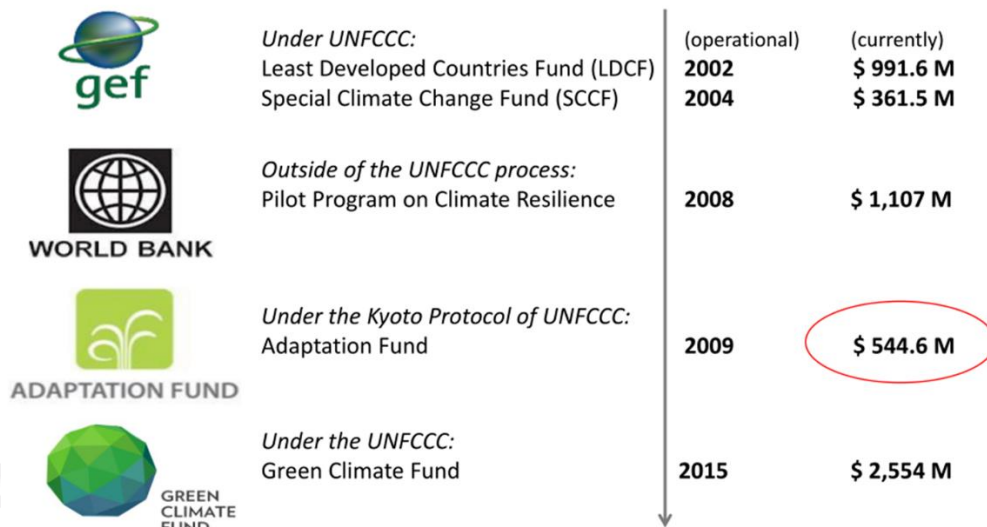 gef
Under UNFCCC: (operational) (currently)
Least Developed Countries Fund (LDCF) 2002 $ 991.6 M
Special Climate Change Fund (SCCF) 2004 $ 361.5 M
WORLD BANK
Outside of the UNFCCC process:
Pilot Program on Climate Resilience 2008 $ 1,107 M
ADAPTATION FUND
Under the Kyoto Protocol of UNFCCC:
Adaptation Fund 2009 $ 544.6 M
GREEN
CLIMATE
FUND
Under the UNFCCC:
Green Climate Fund 2015 $ 2,554 M